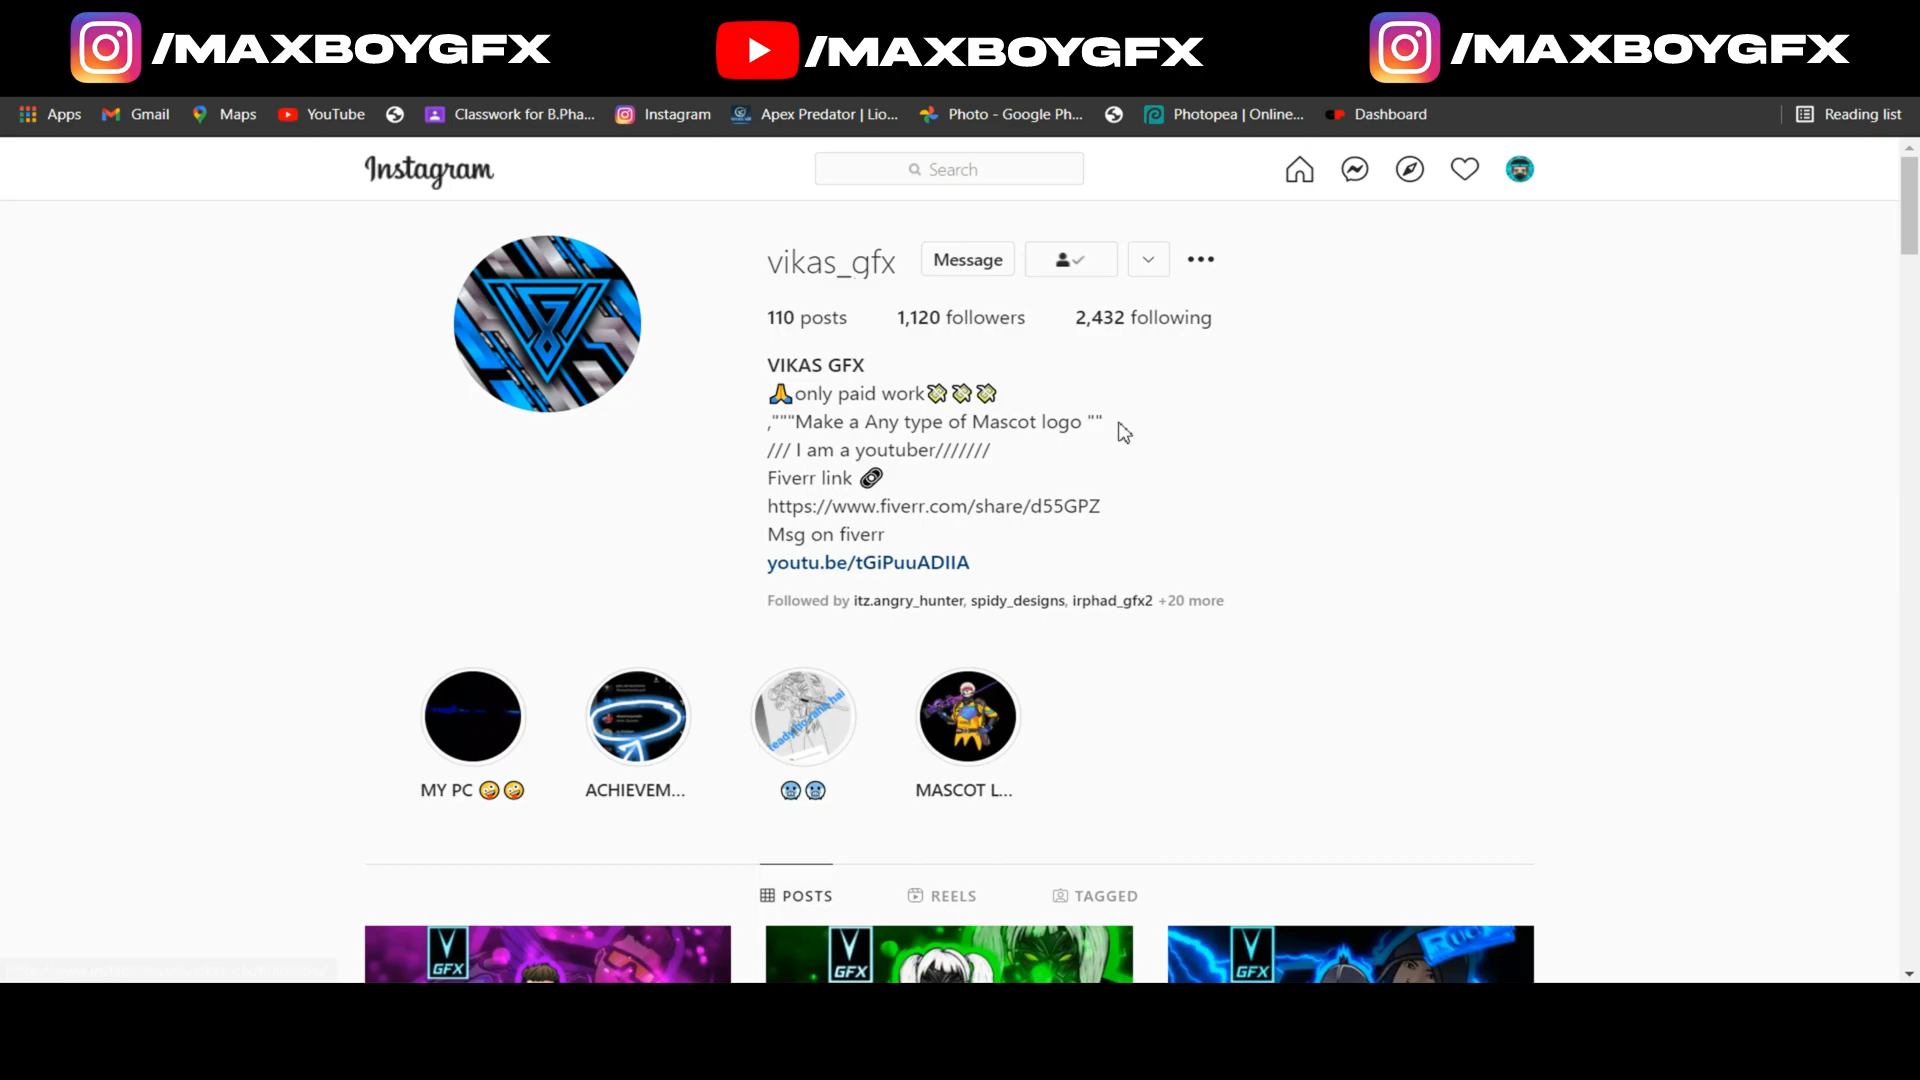 /MAXBOYGFX /MAXBOYGFX /MAXBOYGFX
Apps Gmail Maps YouTube Classwork for B.Pha... Instagram Apex Predator | Lio... Photo - Google Ph... Photopea | Online... Dashboard Reading list
Instagram Search
vikas_gfx Message
110 posts 1,120 followers 2,432 following
VIKAS GFX
🙏only paid work💸💸💸
,"""Make a Any type of Mascot logo ""
/// I am a youtuber///////
Fiverr link 🔗
https://www.fiverr.com/share/d55GPZ
Msg on fiverr
youtu.be/tGiPuuADIIA
Followed by itz.angry_hunter, spidy_designs, irphad_gfx2 +20 more
ready ho raha hai
MY PC 🤪🤪 ACHIEVEM... 🥶🥶 MASCOT L...
POSTS REELS TAGGED
V GFX V GFX V GFX